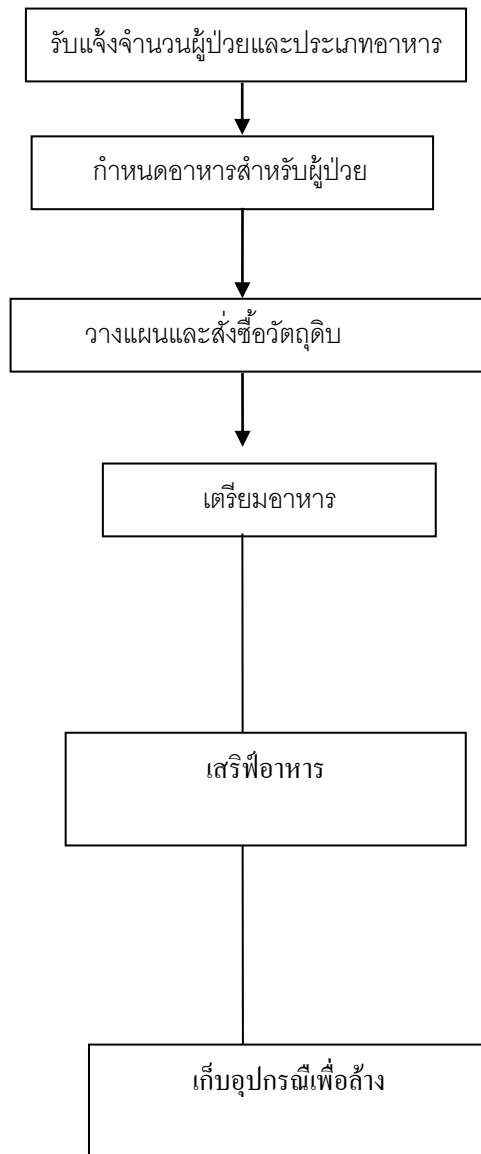 รับแจ้งจำนวนผู้ป่วยและประเภทอาหาร
กำหนดอาหารสำหรับผู้ป่วย
วางแผนและสั่งซื้อวัตถุดิบ
เตรียมอาหาร
เสริฟ์อาหาร
เก็บอุปกรณืเพื่อล้าง